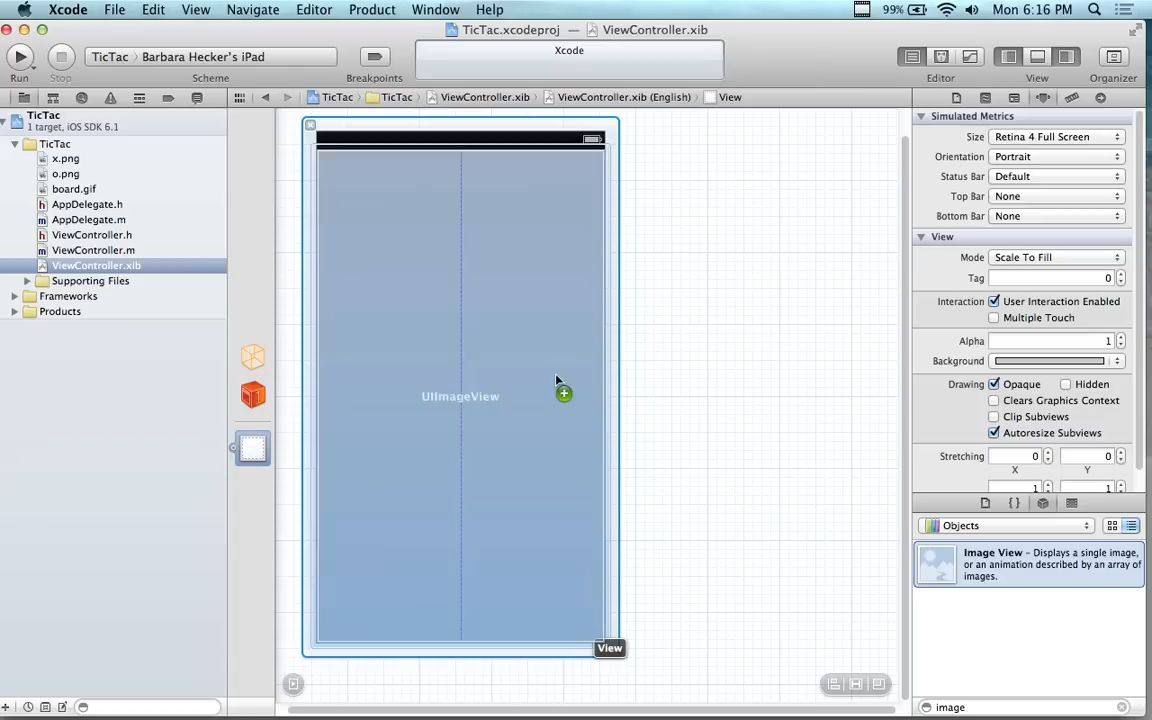 Xcode File Edit View Navigate Editor Product Window Help 99% Mon 6:16 PM
TicTac.xcodeproj — ViewController.xib
TicTac Barbara Hecker's iPad
Xcode
Run Stop Scheme Breakpoints Editor View Organizer
TicTac TicTac ViewController.xib ViewController.xib (English) View
TicTac
1 target, iOS SDK 6.1
TicTac
x.png
o.png
board.gif
AppDelegate.h
AppDelegate.m
ViewController.h
ViewController.m
ViewController.xib
Supporting Files
Frameworks
Products
UIImageView
View
Simulated Metrics
Size Retina 4 Full Screen
Orientation Portrait
Status Bar Default
Top Bar None
Bottom Bar None
View
Mode Scale To Fill
Tag 0
Interaction User Interaction Enabled
Multiple Touch
Alpha 1
Background
Drawing Opaque Hidden
Clears Graphics Context
Clip Subviews
Autoresize Subviews
Stretching 0 0
X Y
1 1
Objects
Image View – Displays a single image,
or an animation described by an array of
images.
image